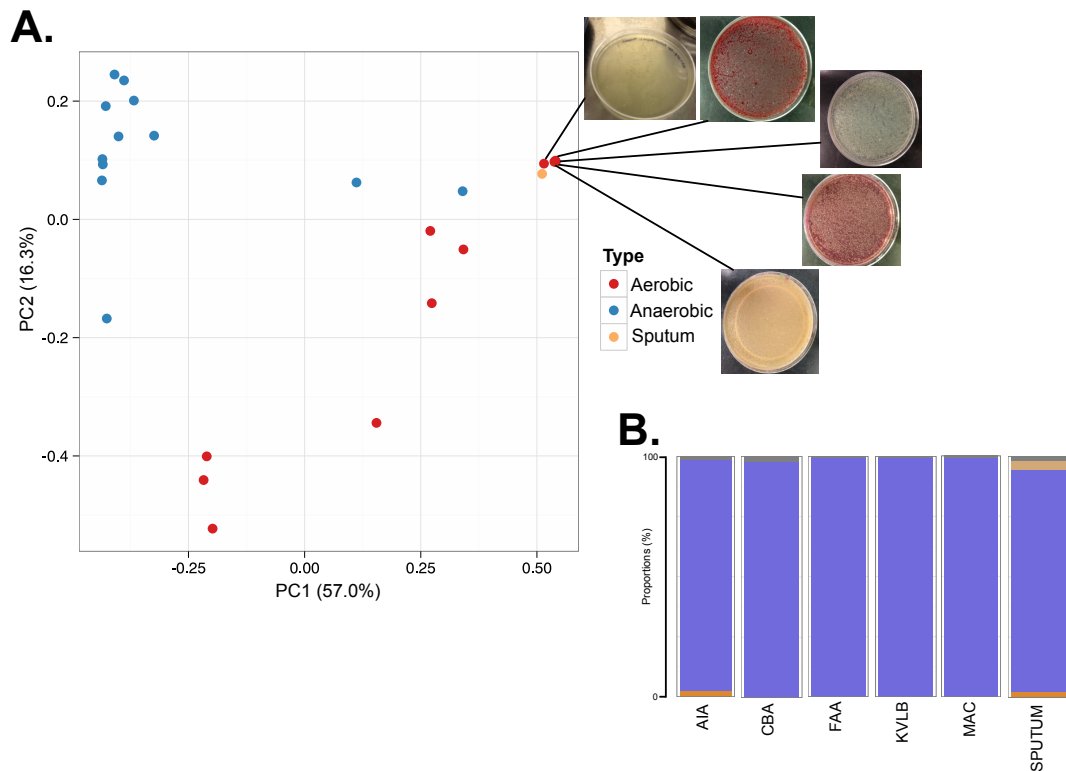 A.
0.2
0.0
-0.2
-0.4
PC2 (16.3%)
-0.25
0.00
0.25
0.50
PC1 (57.0%)
Type
Aerobic
Anaerobic
Sputum
B.
100
0
Proportions (%)
AIA
CBA
FAA
KVLB
MAC
SPUTUM